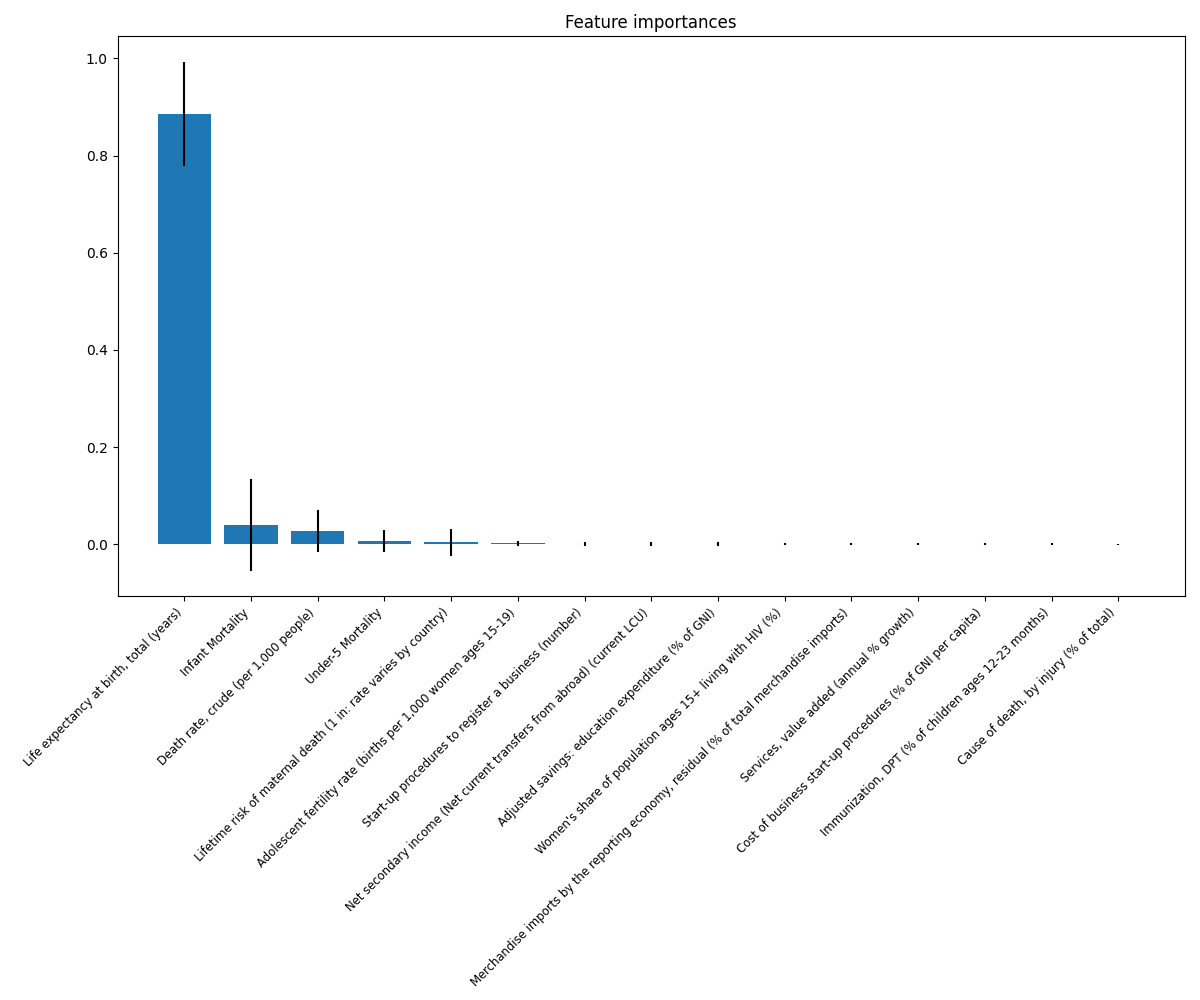 Feature importances
1.0
0.8
0.6
0.4
0.2
0.0
Life expectancy at birth, total (years)
Infant Mortality
Death rate, crude (per 1,000 people)
Under-5 Mortality
Lifetime risk of maternal death (1 in: rate varies by country)
Adolescent fertility rate (births per 1,000 women ages 15-19)
Start-up procedures to register a business (number)
Net secondary income (Net current transfers from abroad) (current LCU)
Adjusted savings: education expenditure (% of GNI)
Women's share of population ages 15+ living with HIV (%)
Merchandise imports by the reporting economy, residual (% of total merchandise imports)
Services, value added (annual % growth)
Cost of business start-up procedures (% of GNI per capita)
Immunization, DPT (% of children ages 12-23 months)
Cause of death, by injury (% of total)